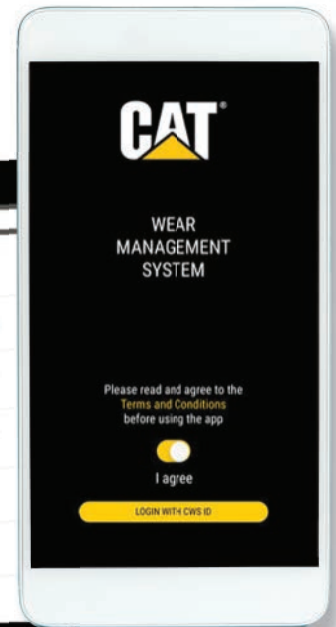 CAT®
WEAR
MANAGEMENT
SYSTEM
Please read and agree to the
Terms and Conditions
before using the app
I agree
LOGIN WITH CWS ID